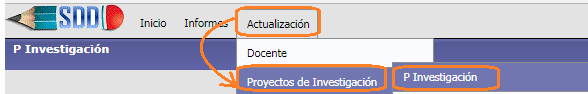 SDD
Inicio Informes Actualización
P Investigación
Docente
Proyectos de Investigación P Investigación